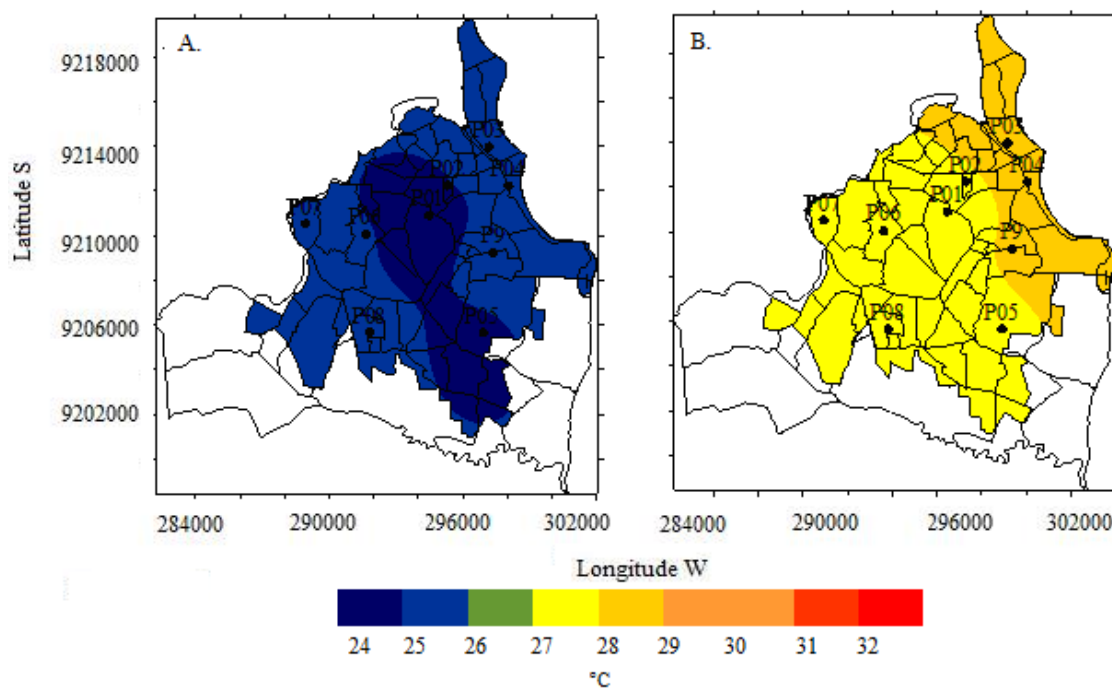 A.
9218000
9214000
9210000
9206000
9202000
Latitude S
P03
P02
P04
P01
P07
P06
P9
P08
P05
284000 290000 296000 302000
B.
P03
P02
P04
P01
P07
P06
P9
P08
P05
284000 290000 296000 302000
Longitude W
24 25 26 27 28 29 30 31 32
°C